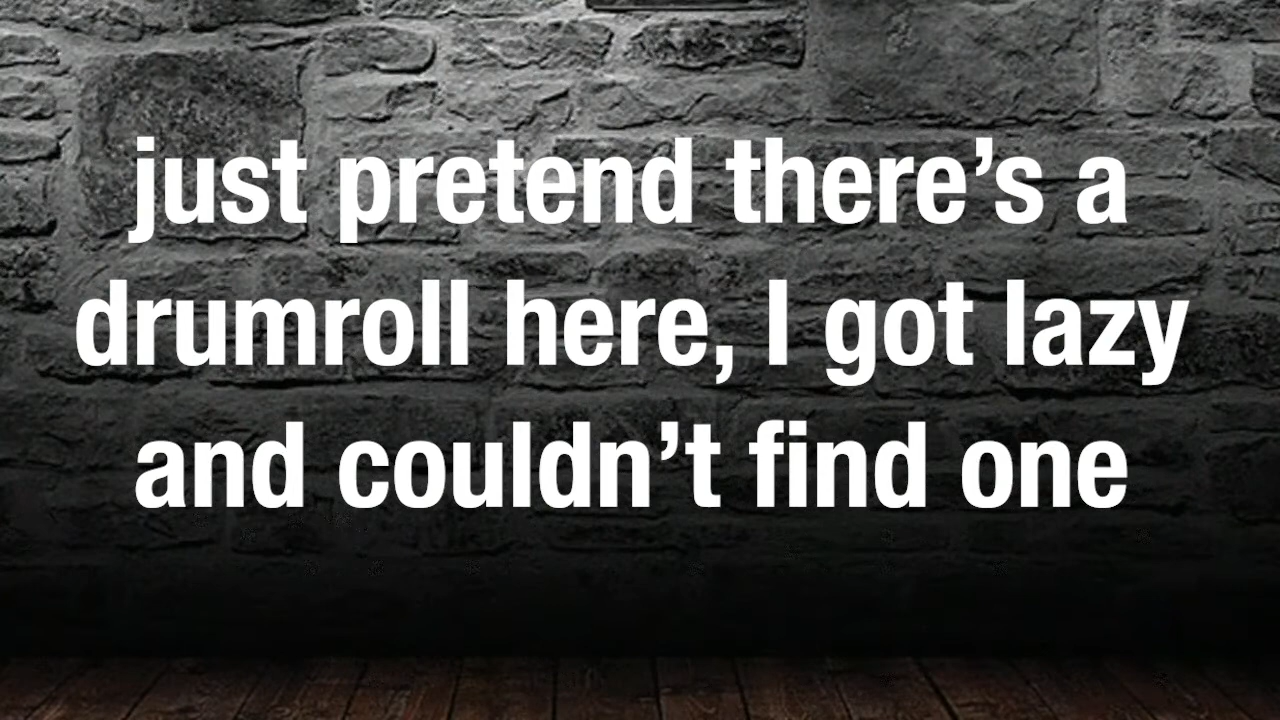 just pretend there’s a
drumroll here, I got lazy
and couldn’t find one